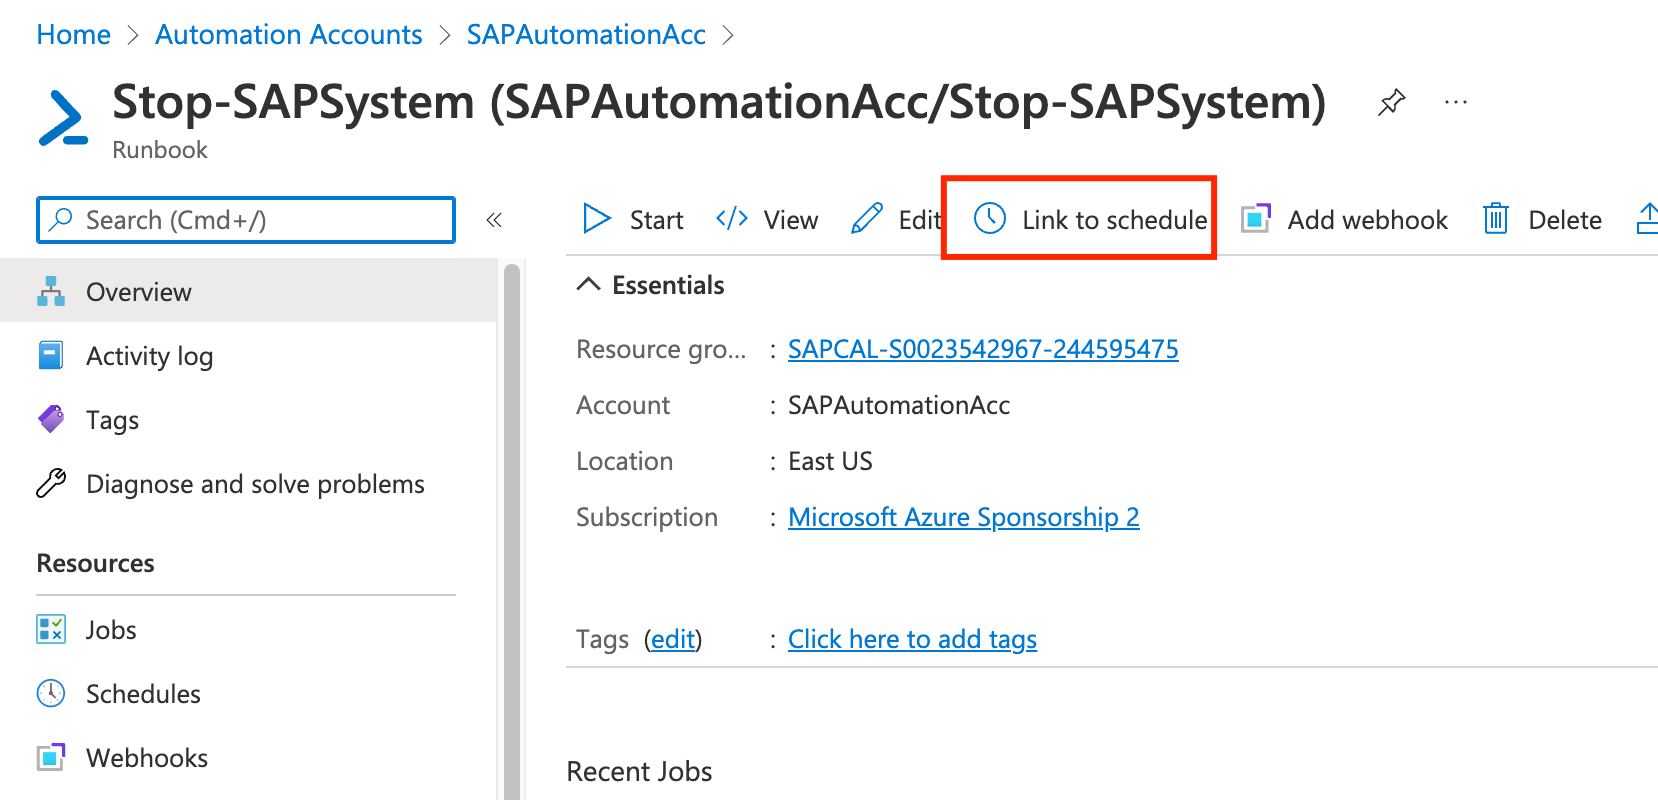 Home > Automation Accounts > SAPAutomationAcc >
Stop-SAPSystem (SAPAutomationAcc/Stop-SAPSystem) ...
Runbook
Search (Cmd+/) «
Start View Edit Link to schedule Add webhook Delete
Overview
Activity log
Tags
Diagnose and solve problems
Resources
Jobs
Schedules
Webhooks
Essentials
Resource gro... : SAPCAL-S0023542967-244595475
Account : SAPAutomationAcc
Location : East US
Subscription : Microsoft Azure Sponsorship 2
Tags (edit) : Click here to add tags
Recent Jobs